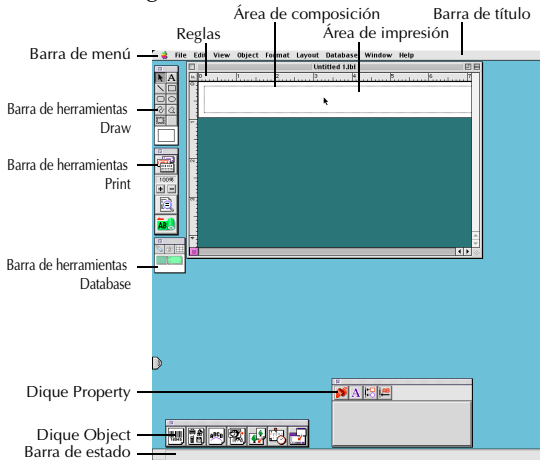 Área de composición
Barra de título
Reglas
Área de impresión
Barra de menú
File Edit View Object Format Layout Database Window Help
Untitled 1.lbl
Barra de herramientas
Draw
Barra de herramientas
Print
100%
Barra de herramientas
Database
Dique Property
Dique Object
Barra de estado